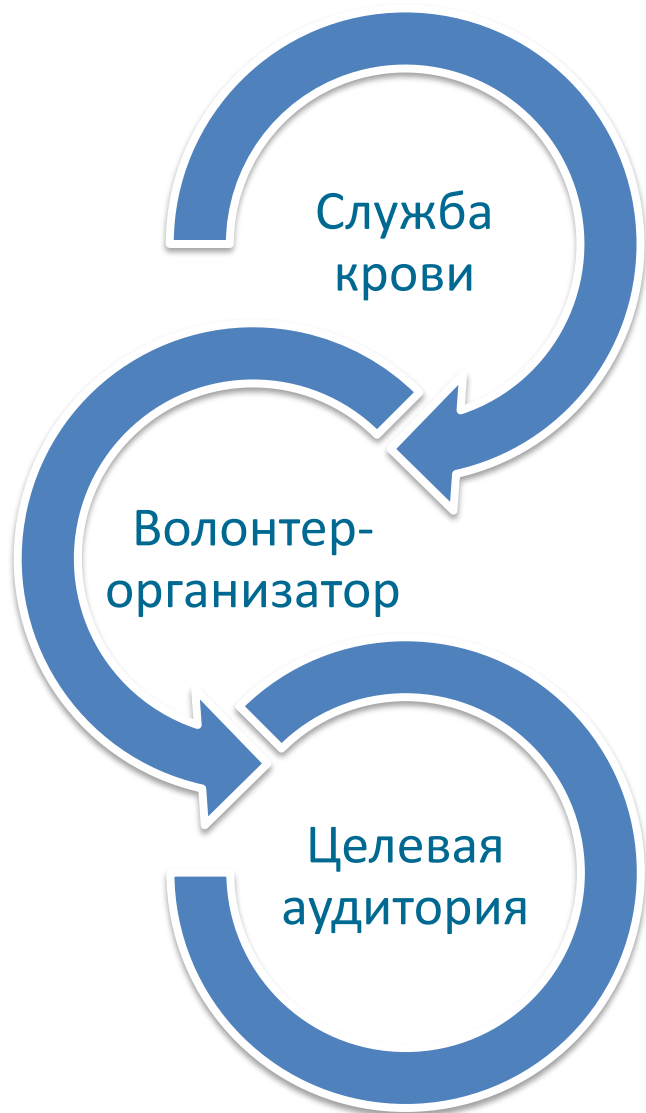 Служба
крови
Волонтер-
организатор
Целевая
аудитория